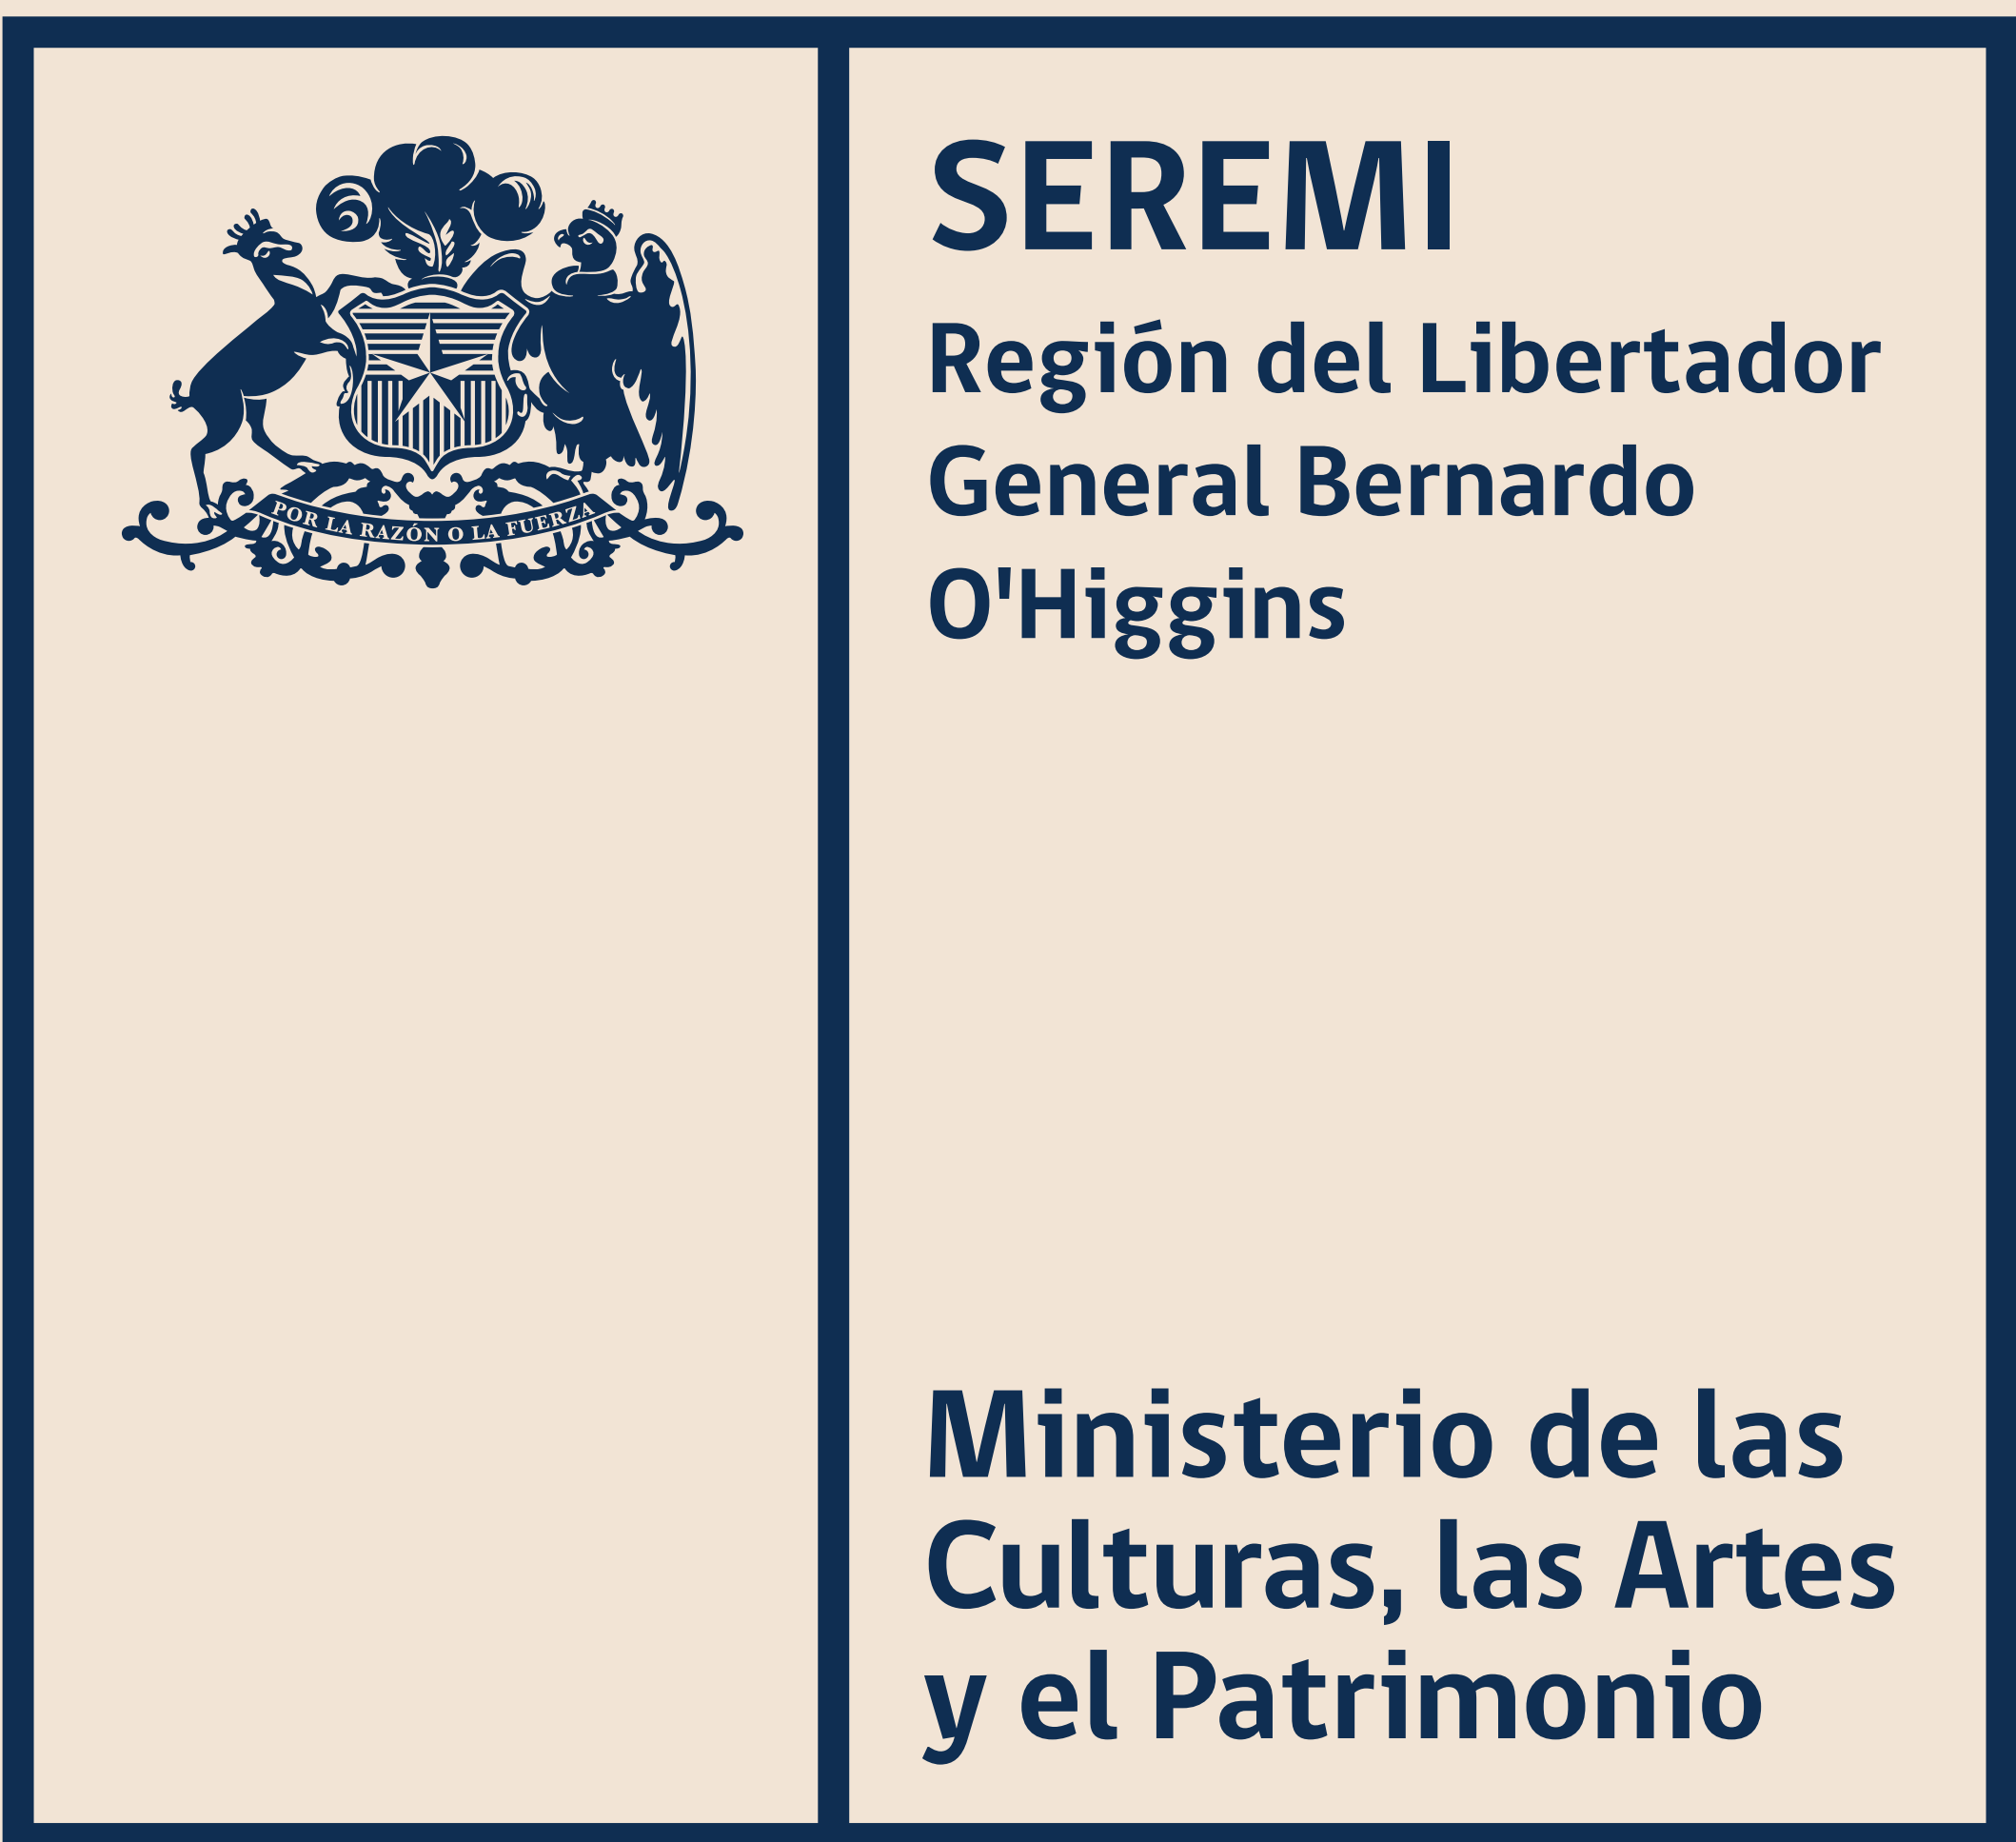 POR LA RAZÓN O LA FUERZA
SEREMI
Región del Libertador
General Bernardo
O'Higgins
Ministerio de las
Culturas, las Artes
y el Patrimonio